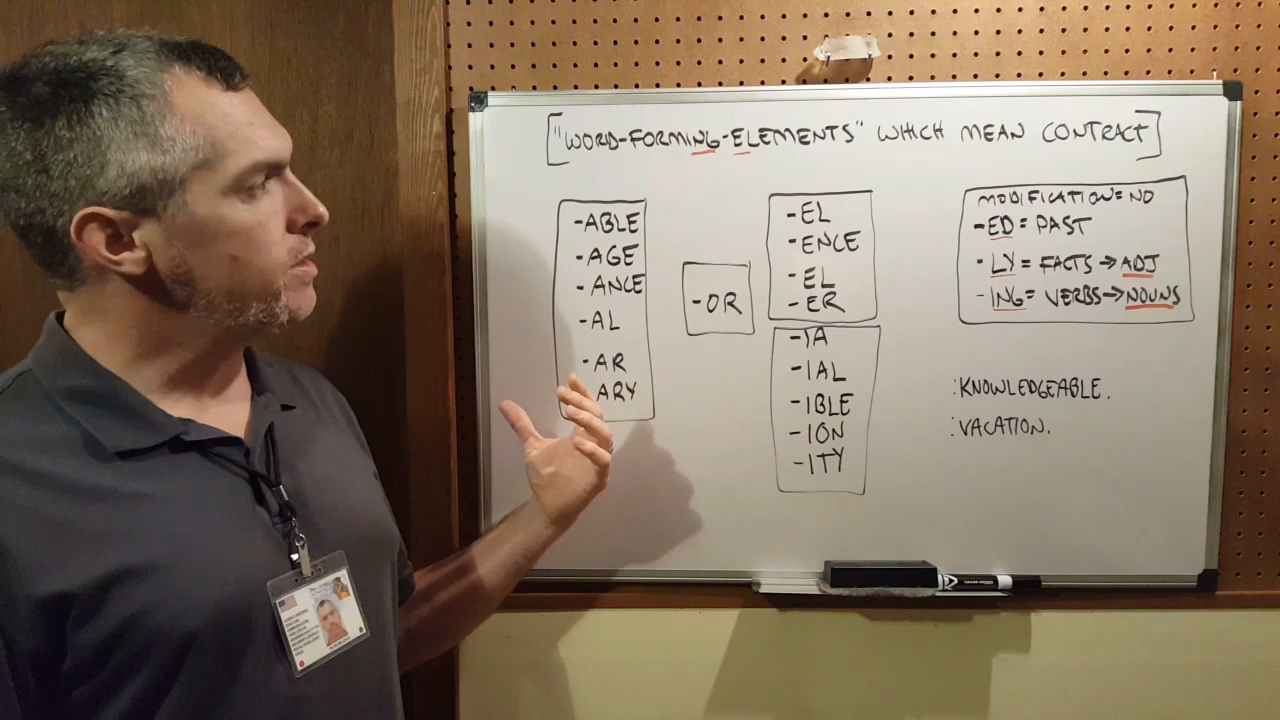 ["WORD-FORMING-ELEMENTS" WHICH MEAN CONTRACT]
-ABLE
-AGE
-ANCE
-AL
-AR
ARY
-OR
-EL
-ENCE
-EL
-ER
-IA
-IAL
-IBLE
-ION
-ITY
MODIFICATION=NO
-ED=PAST
-LY=FACTS→ADJ
-ING=VERBS→NOUNS
:KNOWLEDGEABLE.
:VACATION.